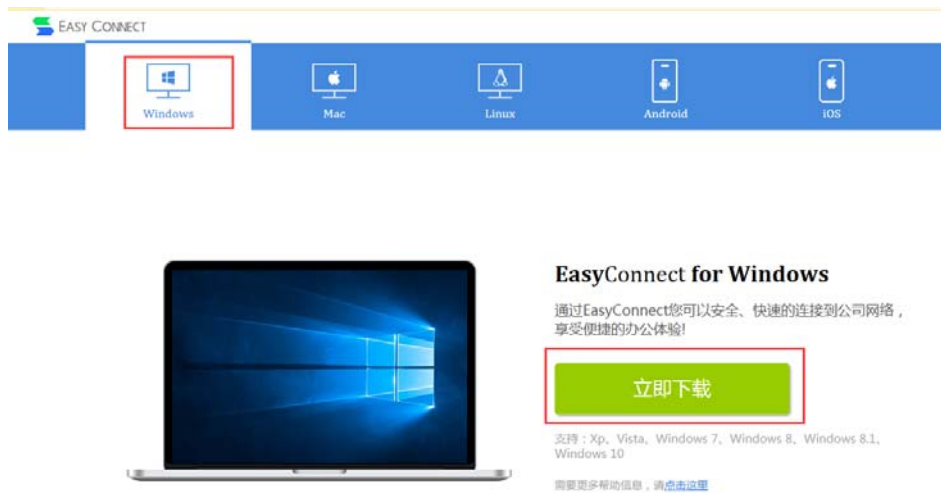 EASY CONNECT
Windows
Mac
Linux
Android
iOS
EasyConnect for Windows
通过EasyConnect您可以安全、快速的连接到公司网络，
享受便捷的办公体验!
立即下载
支持：Xp、Vista、Windows 7、Windows 8、Windows 8.1、
Windows 10
需要更多帮助信息，请点击这里